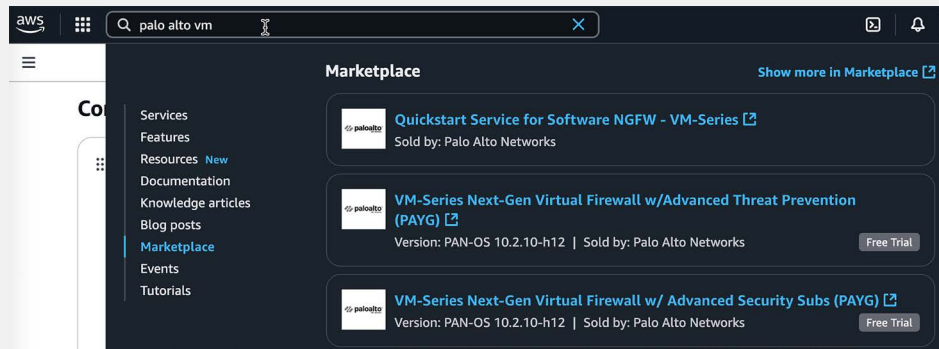 aws
palo alto vm
Co
Services
Features
Resources New
Documentation
Knowledge articles
Blog posts
Marketplace
Events
Tutorials
Marketplace
Show more in Marketplace
paloalto
Quickstart Service for Software NGFW - VM-Series
Sold by: Palo Alto Networks
paloalto
VM-Series Next-Gen Virtual Firewall w/Advanced Threat Prevention
(PAYG)
Version: PAN-OS 10.2.10-h12 | Sold by: Palo Alto Networks
Free Trial
paloalto
VM-Series Next-Gen Virtual Firewall w/ Advanced Security Subs (PAYG)
Version: PAN-OS 10.2.10-h12 | Sold by: Palo Alto Networks
Free Trial